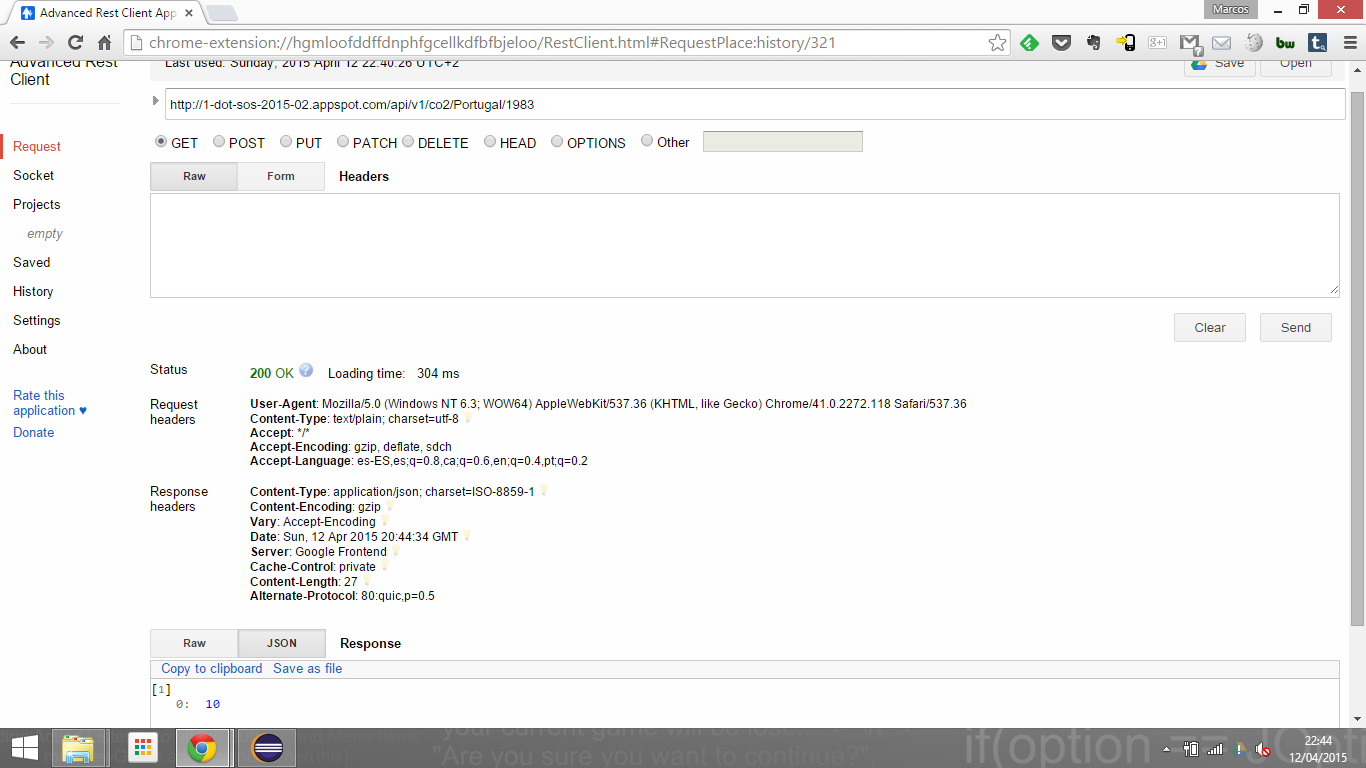 Advanced Rest Client App
Marcos
chrome-extension://hgmloofddffdnphfgcellkdfbfbjeloo/RestClient.html#RequestPlace:history/321
Advanced Rest
Client
Last used: Sunday, 2015 April 12 22:40:26 UTC+2
Save
Open
http://1-dot-sos-2015-02.appspot.com/api/v1/co2/Portugal/1983
GET POST PUT PATCH DELETE HEAD OPTIONS Other
Raw Form Headers
Request
Socket
Projects
empty
Saved
History
Settings
About
Rate this
application ♥
Donate
Clear Send
Status 200 OK Loading time: 304 ms
Request
headers
User-Agent: Mozilla/5.0 (Windows NT 6.3; WOW64) AppleWebKit/537.36 (KHTML, like Gecko) Chrome/41.0.2272.118 Safari/537.36
Content-Type: text/plain; charset=utf-8
Accept: */*
Accept-Encoding: gzip, deflate, sdch
Accept-Language: es-ES,es;q=0.8,ca;q=0.6,en;q=0.4,pt;q=0.2
Response
headers
Content-Type: application/json; charset=ISO-8859-1
Content-Encoding: gzip
Vary: Accept-Encoding
Date: Sun, 12 Apr 2015 20:44:34 GMT
Server: Google Frontend
Cache-Control: private
Content-Length: 27
Alternate-Protocol: 80:quic,p=0.5
Raw JSON Response
Copy to clipboard Save as file
[1]
0: 10
your current game will be
"Are you sure you want to continue?"
if(option ==
22:44
12/04/2015